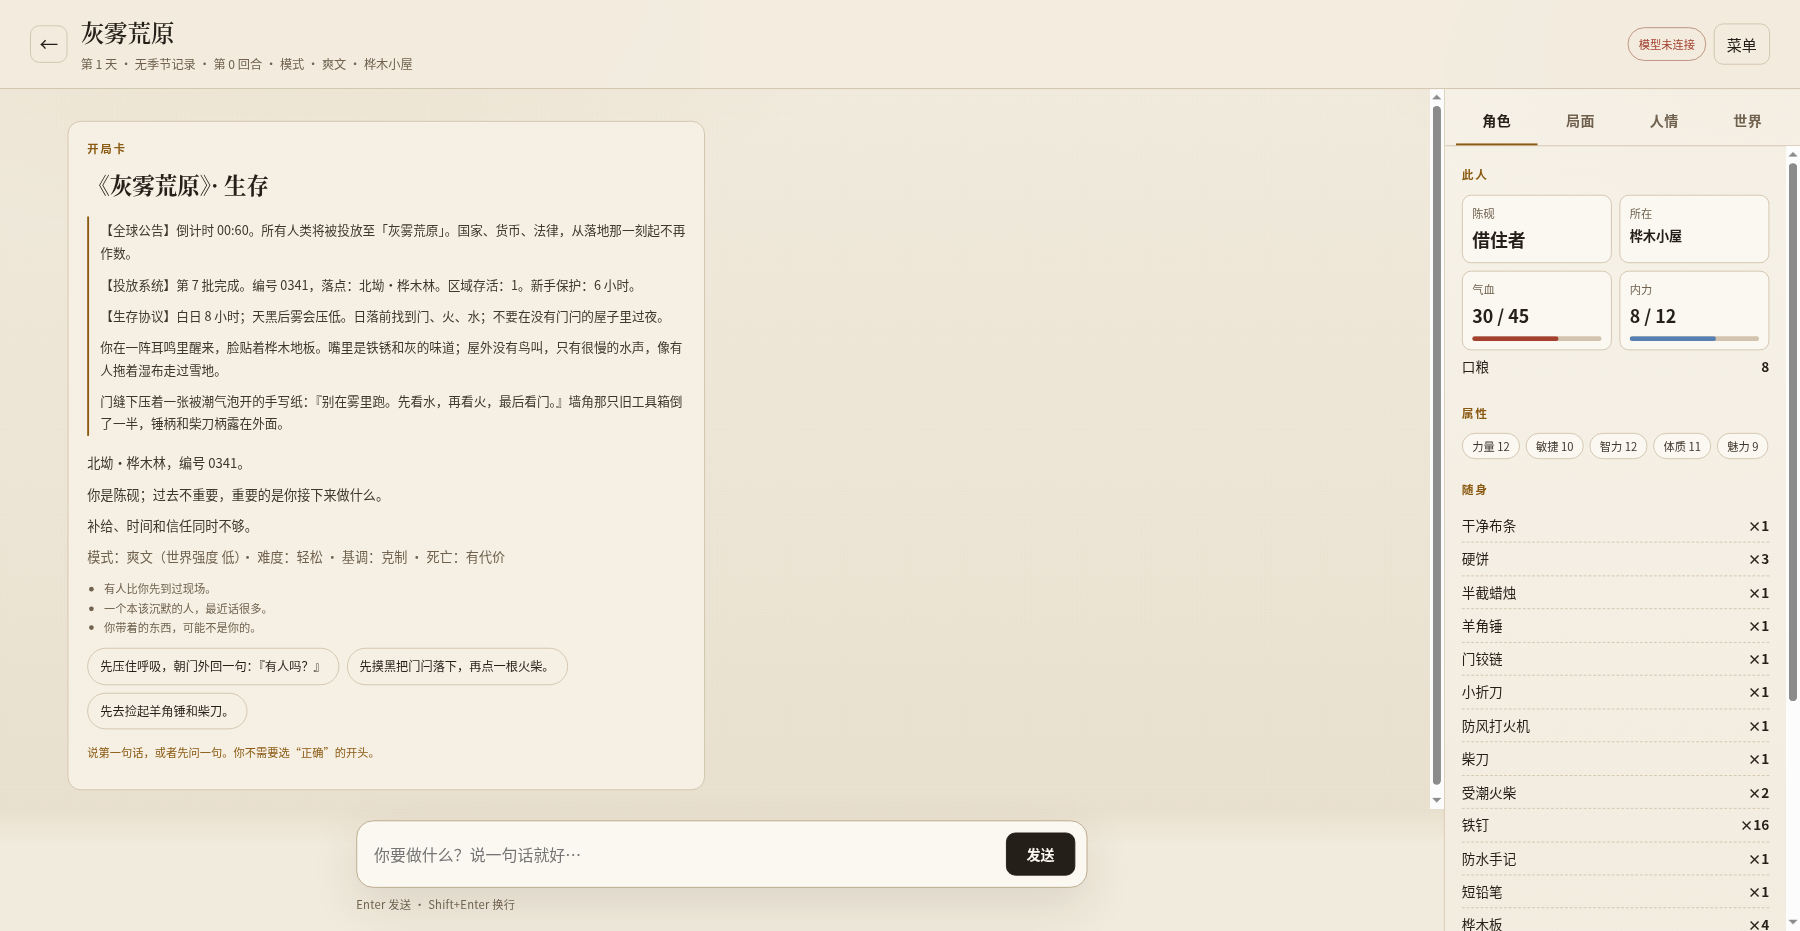 ←
灰雾荒原
第 1 天 · 无季节记录 · 第 0 回合 · 模式 · 爽文 · 桦木小屋
模型未连接
菜单
开局卡
《灰雾荒原》· 生存
【全球公告】倒计时 00:60。所有人类将被投放至「灰雾荒原」。国家、货币、法律，从落地那一刻起不再
作数。
【投放系统】第 7 批完成。编号 0341，落点：北坳·桦木林。区域存活：1。新手保护：6 小时。
【生存协议】白日 8 小时；天黑后雾会压低。日落前找到门、火、水；不要在没有门闩的屋子里过夜。
你在一阵耳鸣里醒来，脸贴着桦木地板。嘴里是铁锈和灰的味道；屋外没有鸟叫，只有很慢的水声，像有
人拖着湿布走过雪地。
门缝下压着一张被潮气泡开的手写纸：『别在雾里跑。先看水，再看火，最后看门。』墙角那只旧工具箱倒
了一半，锤柄和柴刀柄露在外面。
北坳·桦木林，编号 0341。
你是陈砚；过去不重要，重要的是你接下来做什么。
补给、时间和信任同时不够。
模式：爽文（世界强度 低）· 难度：轻松 · 基调：克制 · 死亡：有代价
• 有人比你先到过现场。
• 一个本该沉默的人，最近话很多。
• 你带着的东西，可能不是你的。
先压住呼吸，朝门外回一句：『有人吗？』
先摸黑把门闩落下，再点一根火柴。
先去捡起羊角锤和柴刀。
说第一句话，或者先问一句。你不需要选“正确”的开头。
你要做什么？说一句话就好…
发送
Enter 发送 · Shift+Enter 换行
角色
局面
人情
世界
此人
陈砚
借住者
所在
桦木小屋
气血
30 / 45
内力
8 / 12
口粮 8
属性
力量 12
敏捷 10
智力 12
体质 11
魅力 9
随身
干净布条 ×1
硬饼 ×3
半截蜡烛 ×1
羊角锤 ×1
门铰链 ×1
小折刀 ×1
防风打火机 ×1
柴刀 ×1
受潮火柴 ×2
铁钉 ×16
防水手记 ×1
短铅笔 ×1
桦木板 ×4